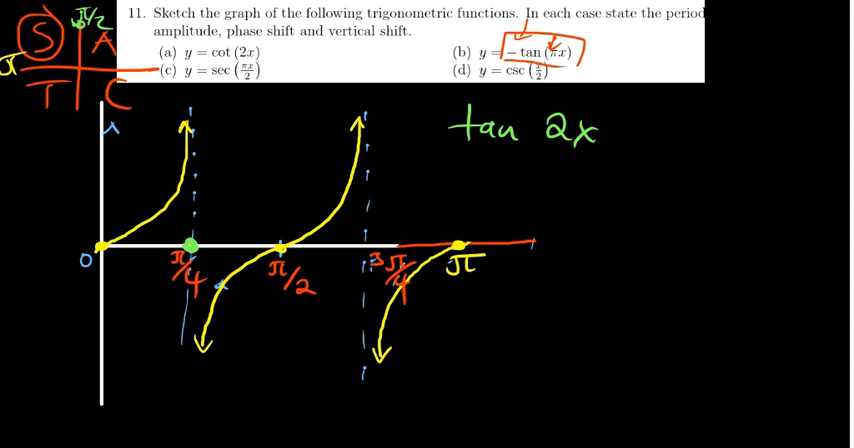 11. Sketch the graph of the following trigonometric functions. In each case state the period
amplitude, phase shift and vertical shift.
(a) y = cot (2x)
(b) y = − tan (πx)
(c) y = sec (πx/2)
(d) y = csc (x/2)
π/2
S A
π
T C
tan 2x
0 π/4 π/2 3π/4 π